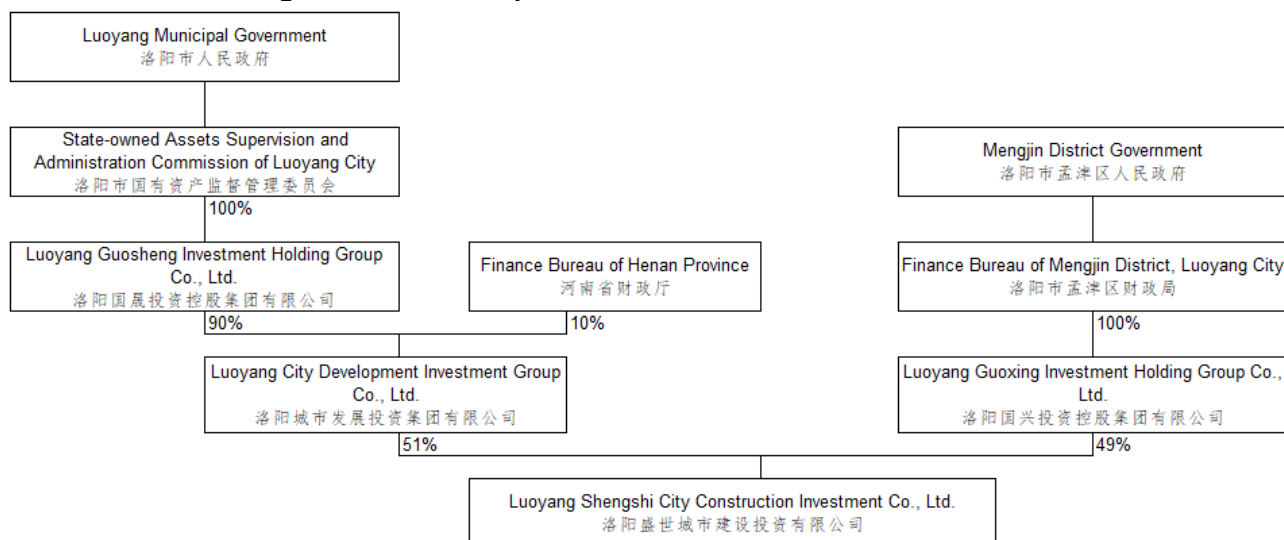 Luoyang Municipal Government
洛阳市人民政府
State-owned Assets Supervision and
Administration Commission of Luoyang City
洛阳市国有资产监督管理委员会
Mengjin District Government
洛阳市孟津区人民政府
100%
Luoyang Guosheng Investment Holding Group
Co., Ltd.
洛阳国晟投资控股集团有限公司
Finance Bureau of Henan Province
河南省财政厅
Finance Bureau of Mengjin District, Luoyang City
洛阳市孟津区财政局
90%
10%
100%
Luoyang City Development Investment Group
Co., Ltd.
洛阳城市发展投资集团有限公司
Luoyang Guoxing Investment Holding Group Co.,
Ltd.
洛阳国兴投资控股集团有限公司
51%
49%
Luoyang Shengshi City Construction Investment Co., Ltd.
洛阳盛世城市建设投资有限公司